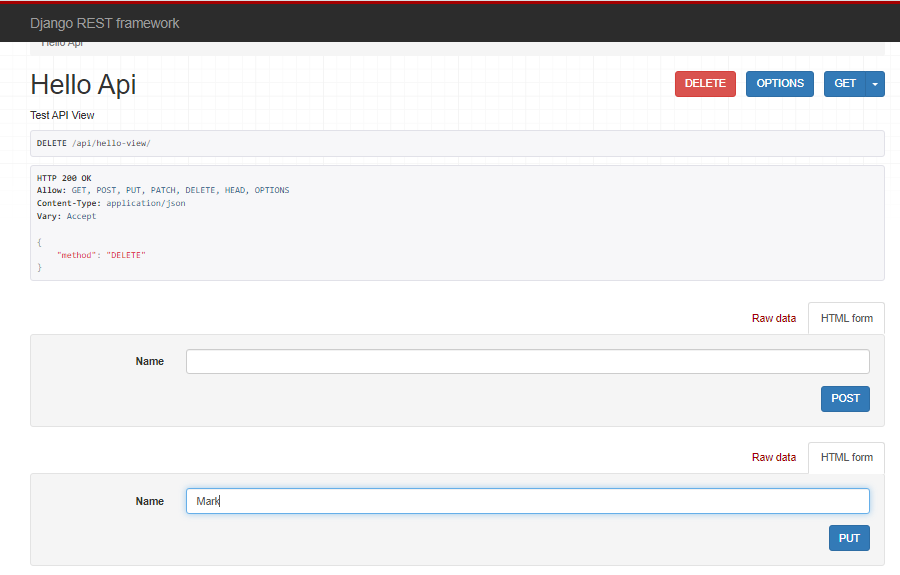 Django REST framework
Hello Api
Hello Api
DELETE
OPTIONS
GET
Test API View
DELETE /api/hello-view/
HTTP 200 OK
Allow: GET, POST, PUT, PATCH, DELETE, HEAD, OPTIONS
Content-Type: application/json
Vary: Accept
{
    "method": "DELETE"
}
Raw data
HTML form
Name
POST
Raw data
HTML form
Name
Mark
PUT